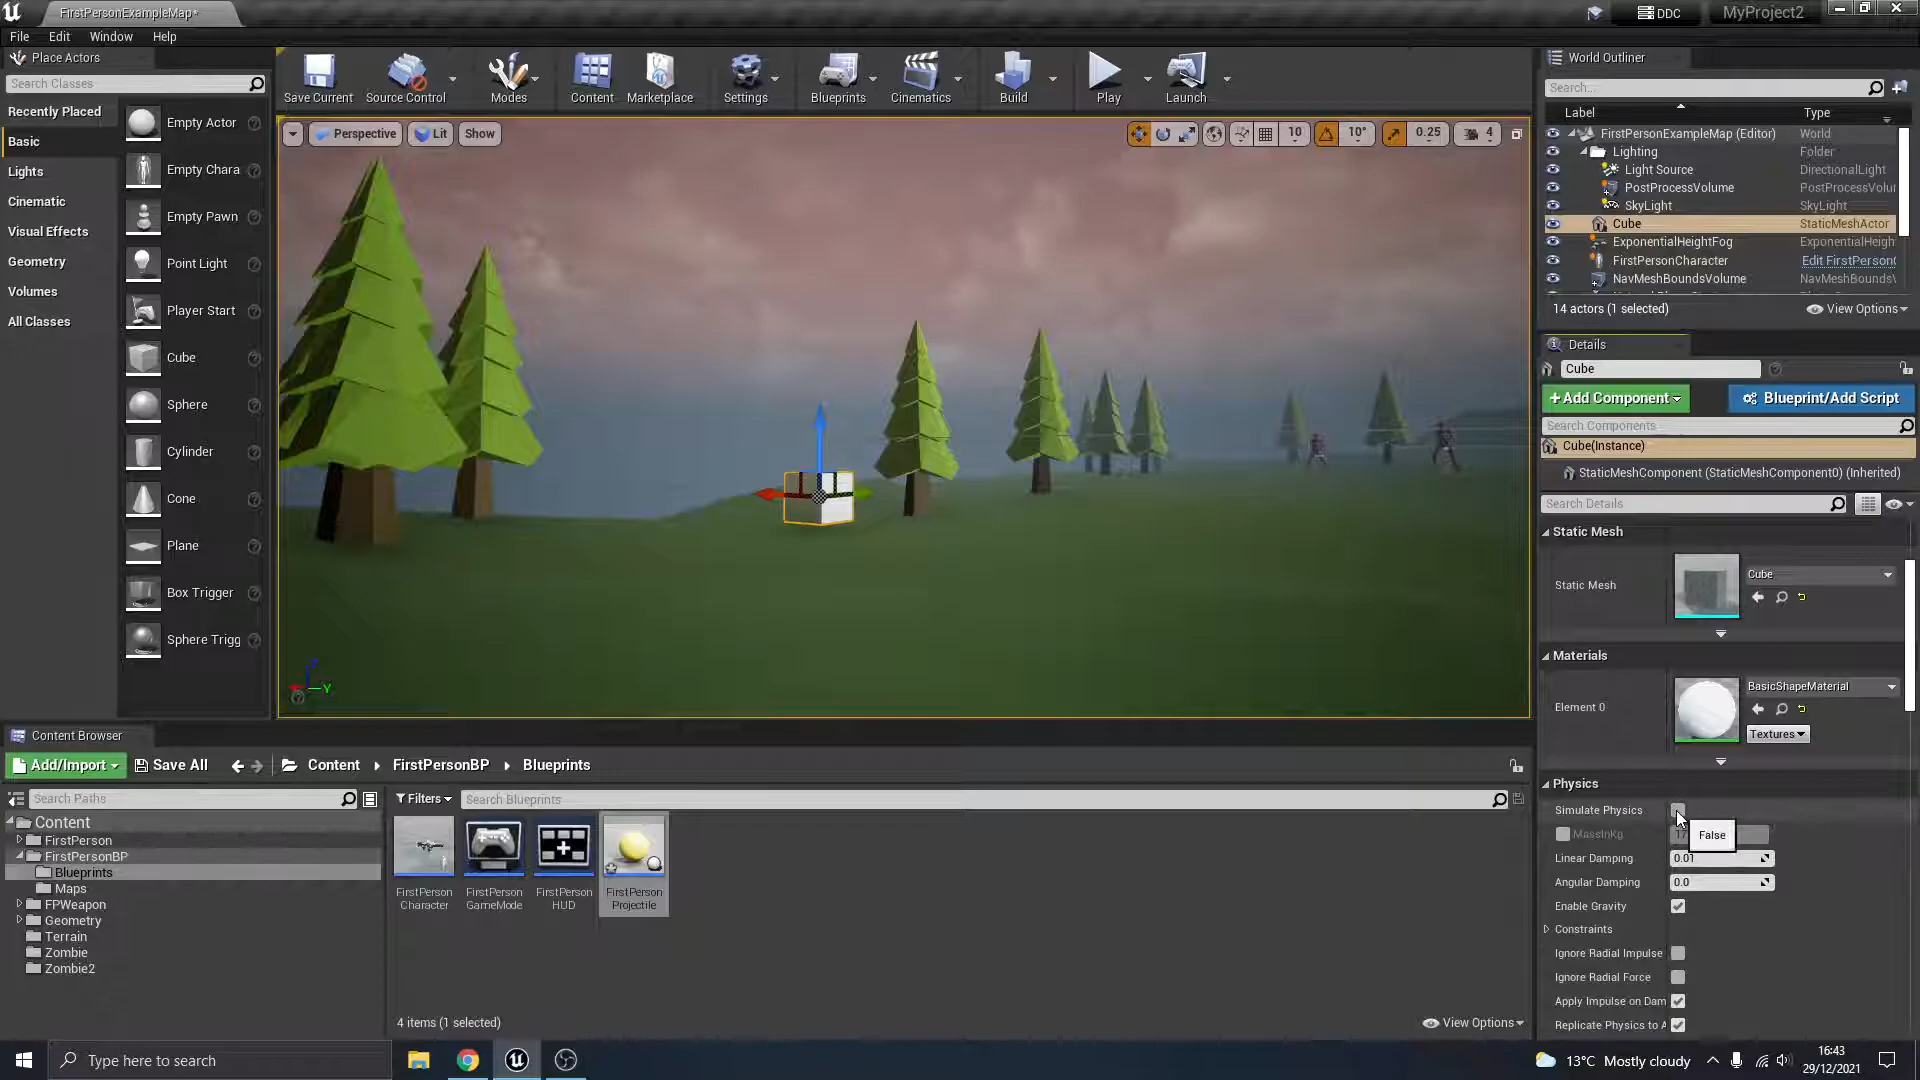 FirstPersonExampleMap*
DDC
MyProject2
File
Edit
Window
Help
Place Actors
Search Classes
Recently Placed
Basic
Lights
Cinematic
Visual Effects
Geometry
Volumes
All Classes
Empty Actor
Empty Chara
Empty Pawn
Point Light
Player Start
Cube
Sphere
Cylinder
Cone
Plane
Box Trigger
Sphere Trigg
Save Current
Source Control
Modes
Content
Marketplace
Settings
Blueprints
Cinematics
Build
Play
Launch
Perspective
Lit
Show
10
10°
0.25
4
Y
World Outliner
Search...
Label
Type
FirstPersonExampleMap (Editor)
World
Lighting
Folder
Light Source
DirectionalLight
PostProcessVolume
PostProcessVolu
SkyLight
SkyLight
Cube
StaticMeshActor
ExponentialHeightFog
ExponentialHeigh
FirstPersonCharacter
Edit FirstPerson
NavMeshBoundsVolume
NavMeshBounds
14 actors (1 selected)
View Options
Details
Cube
+Add Component
Blueprint/Add Script
Search Components
Cube(Instance)
StaticMeshComponent (StaticMeshComponent0) (Inherited)
Search Details
Static Mesh
Static Mesh
Cube
Materials
Element 0
BasicShapeMaterial
Textures
Physics
Simulate Physics
MassInKg
False
Linear Damping
0.01
Angular Damping
0.0
Enable Gravity
Constraints
Ignore Radial Impulse
Ignore Radial Force
Apply Impulse on Dam
Replicate Physics to A
Content Browser
Add/Import
Save All
Content
FirstPersonBP
Blueprints
Search Paths
Filters
Search Blueprints
Content
FirstPerson
FirstPersonBP
Blueprints
Maps
FPWeapon
Geometry
Terrain
Zombie
Zombie2
FirstPerson
Character
FirstPerson
GameMode
FirstPerson
HUD
FirstPerson
Projectile
4 items (1 selected)
View Options
Type here to search
13°C Mostly cloudy
16:43
29/12/2021